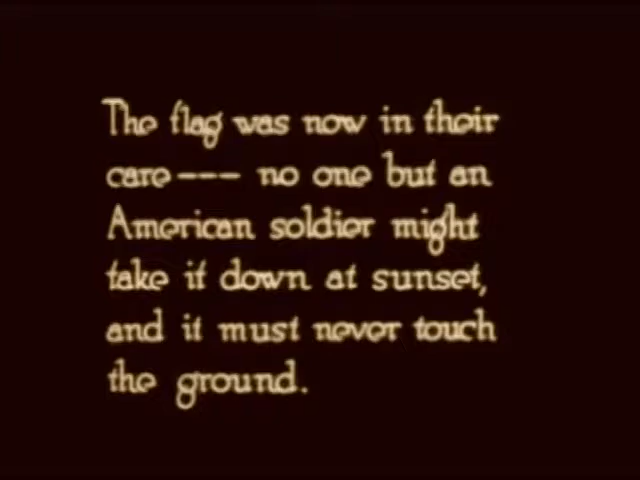 The flag was now in their
care--- no one but an
American soldier might
take it down at sunset,
and it must never touch
the ground.